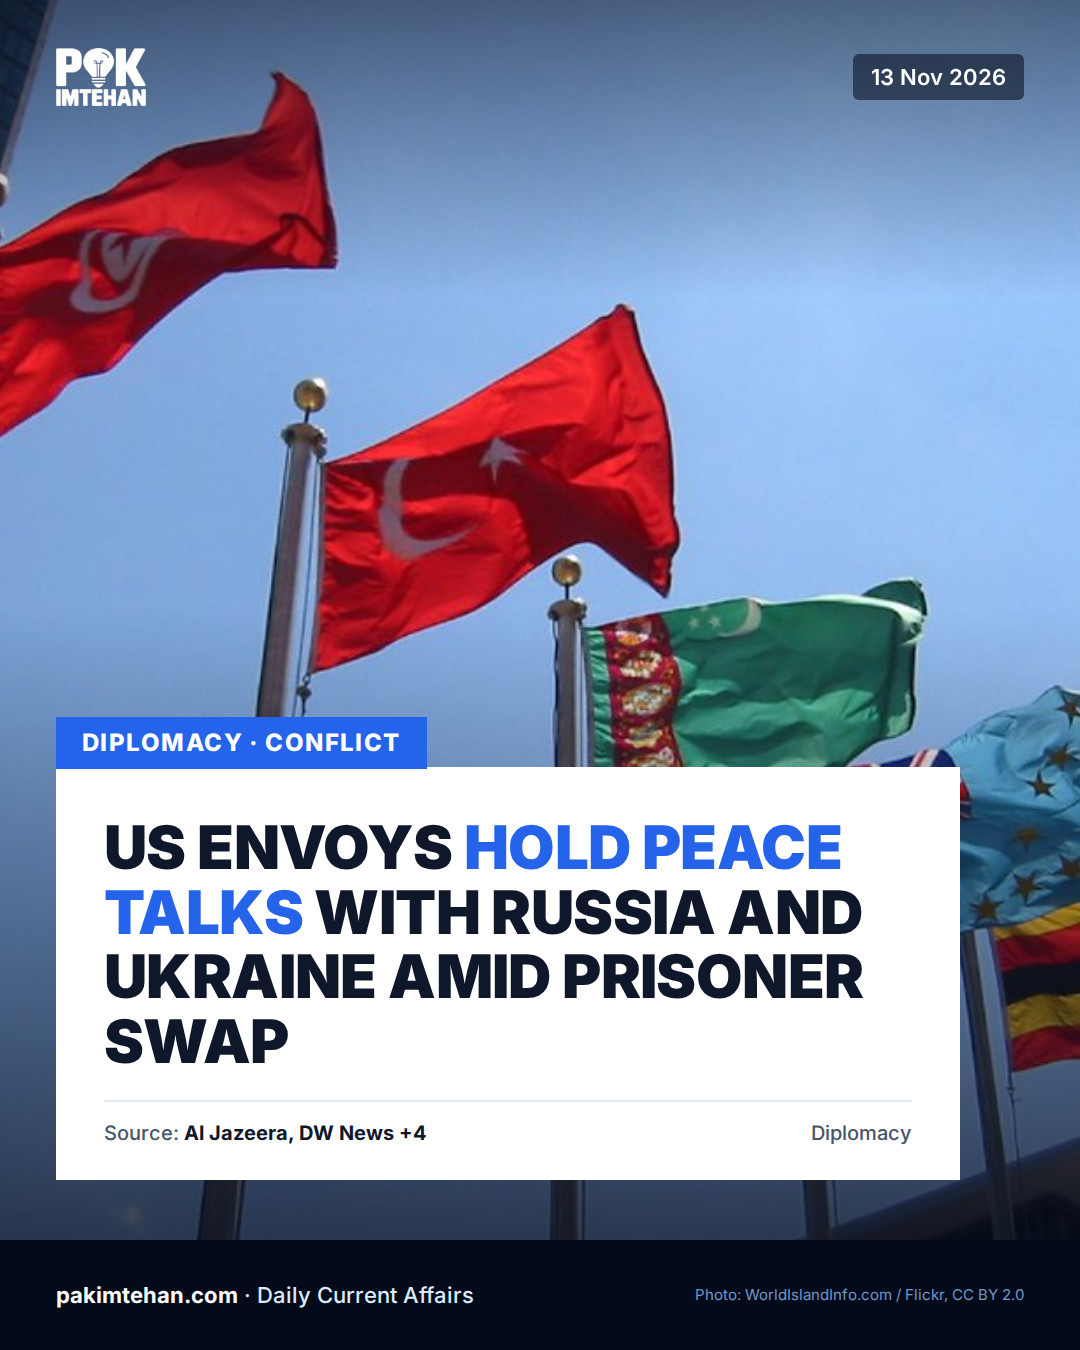 PAK
IMTEHAN
13 Nov 2026
DIPLOMACY · CONFLICT
US ENVOYS HOLD PEACE
TALKS WITH RUSSIA AND
UKRAINE AMID PRISONER
SWAP
Source: Al Jazeera, DW News +4
Diplomacy
pakimtehan.com · Daily Current Affairs
Photo: WorldIslandInfo.com / Flickr, CC BY 2.0